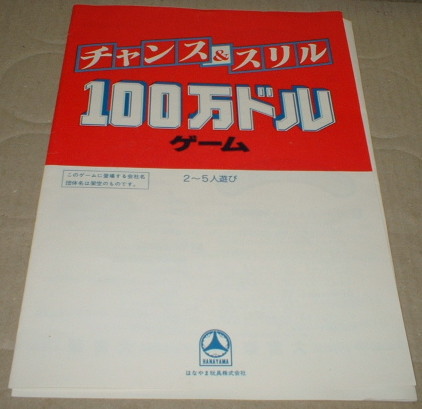 チャンス&スリル
100万ドル
ゲーム
このゲームに登場する会社名
団体名は架空のものです。
2〜5人遊び
HANAYAMA
はなやま玩具株式会社